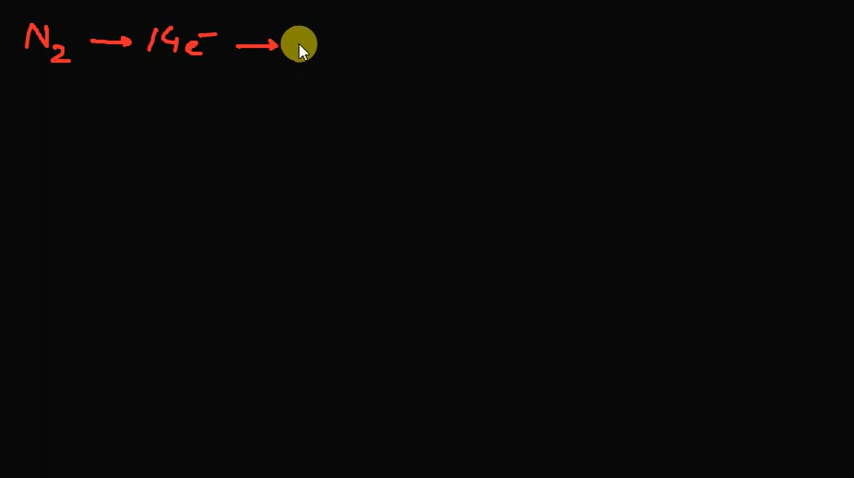 N₂ → 14e⁻ →